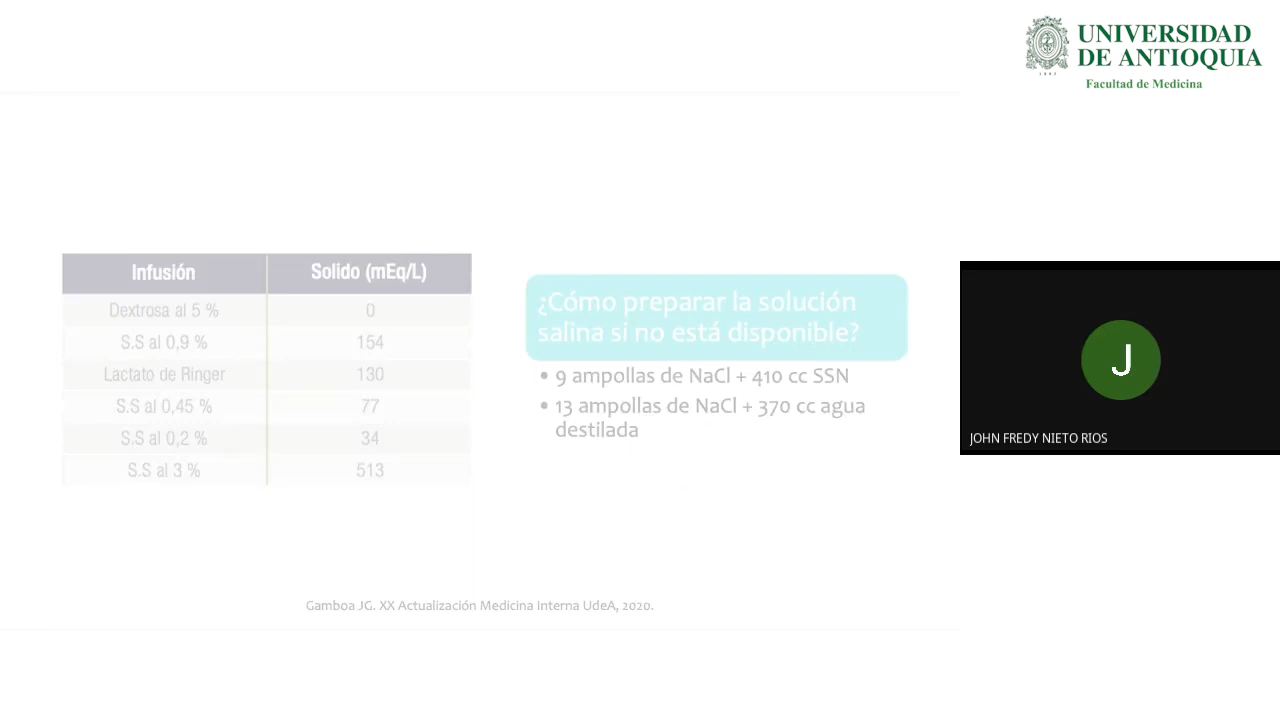 UNIVERSIDAD
DE ANTIOQUIA
1803
Facultad de Medicina
Infusión Solido (mEq/L)
Dextrosa al 5 % 0
S.S al 0,9 % 154
Lactato de Ringer 130
S.S al 0,45 % 77
S.S al 0,2 % 34
S.S al 3 % 513
¿Cómo preparar la solución
salina si no está disponible?
• 9 ampollas de NaCl + 410 cc SSN
• 13 ampollas de NaCl + 370 cc agua
destilada
J
JOHN FREDY NIETO RIOS
Gamboa JG. XX Actualización Medicina Interna UdeA, 2020.